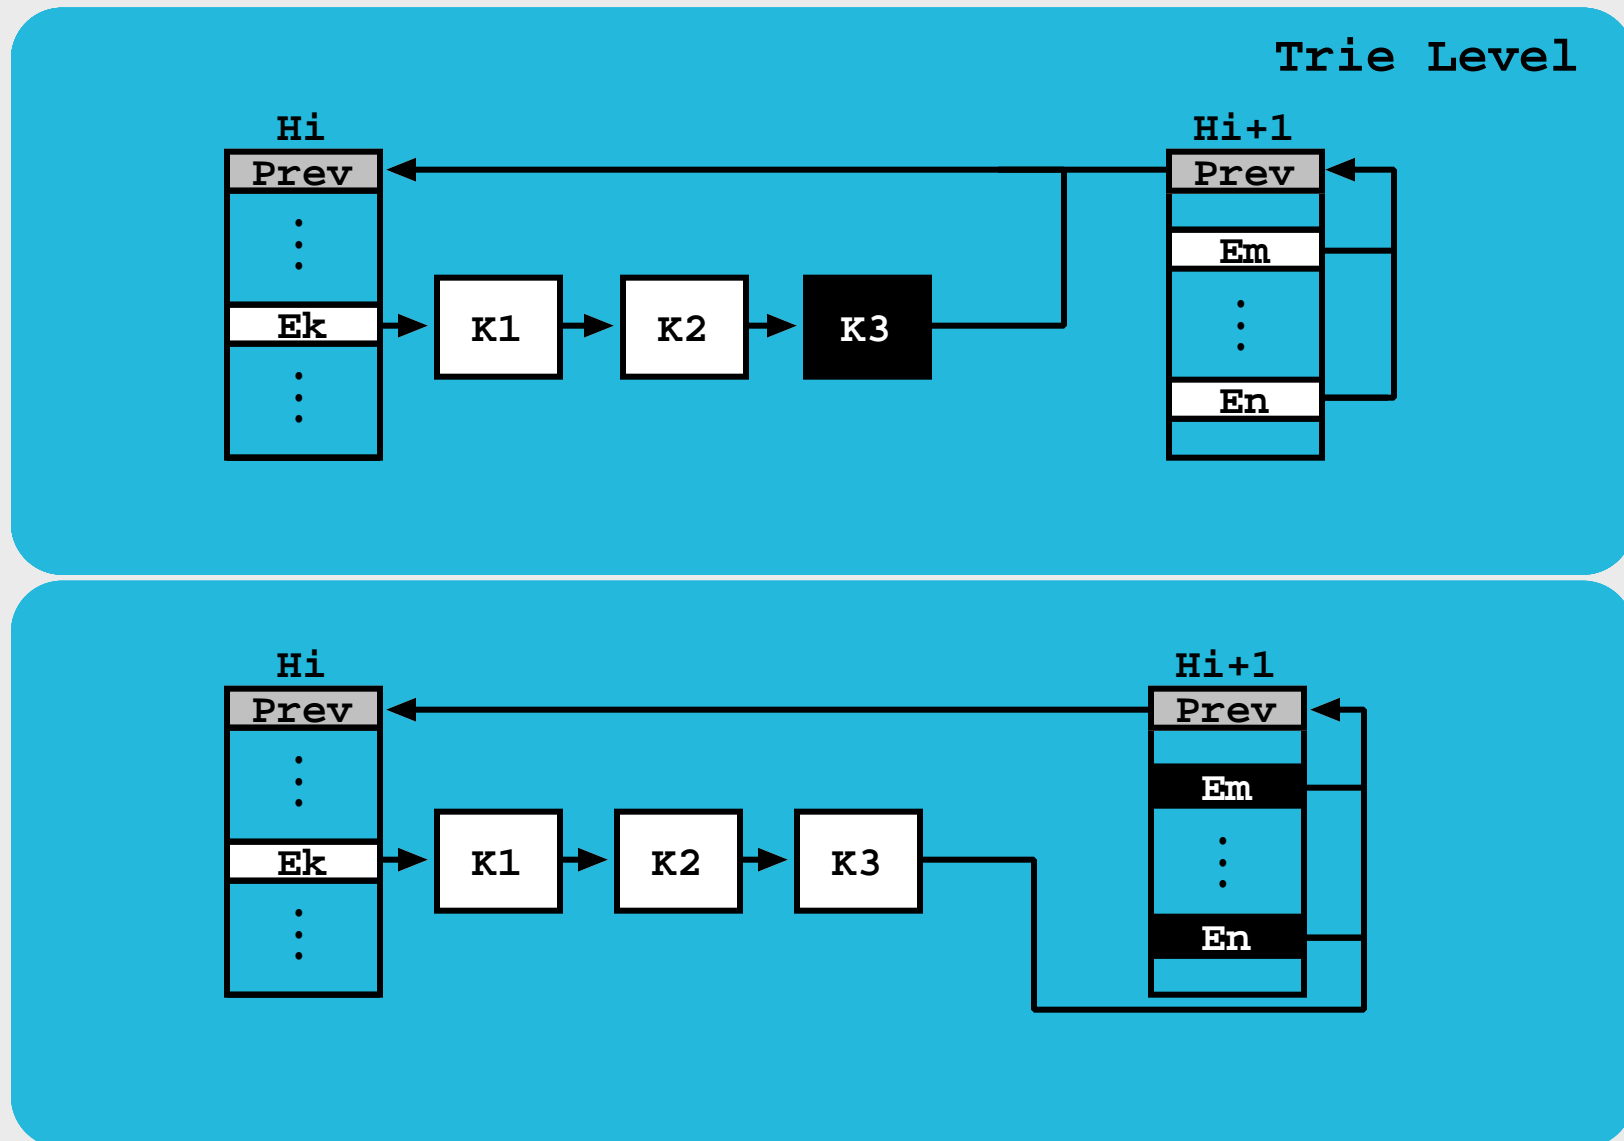 Trie Level
Hi
Hi+1
Prev
Prev
Em
Ek
K1
K2
K3
En
Hi
Hi+1
Prev
Prev
Em
Ek
K1
K2
K3
En